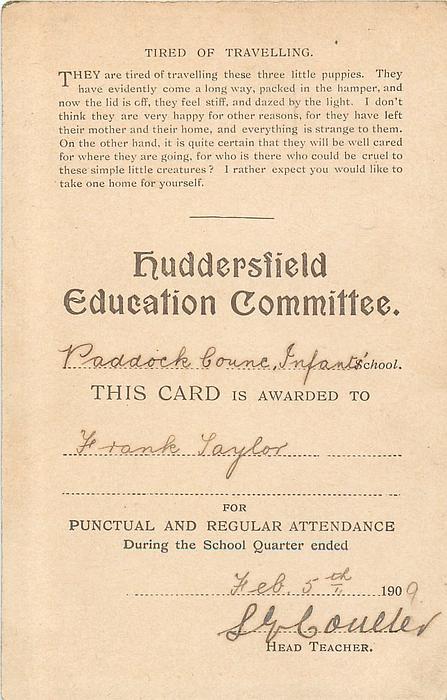 TIRED OF TRAVELLING.
THEY are tired of travelling these three little puppies. They
have evidently come a long way, packed in the hamper, and
now the lid is off, they feel stiff, and dazed by the light. I don't
think they are very happy for other reasons, for they have left
their mother and their home, and everything is strange to them.
On the other hand, it is quite certain that they will be well cared
for where they are going, for who is there who could be cruel to
these simple little creatures? I rather expect you would like to
take one home for yourself.
Huddersfield
Education Committee.
Paddock Counc. Infants' School.
THIS CARD IS AWARDED TO
Frank Taylor
FOR
PUNCTUAL AND REGULAR ATTENDANCE
During the School Quarter ended
Feb. 5th 1909.
Coulter
HEAD TEACHER.